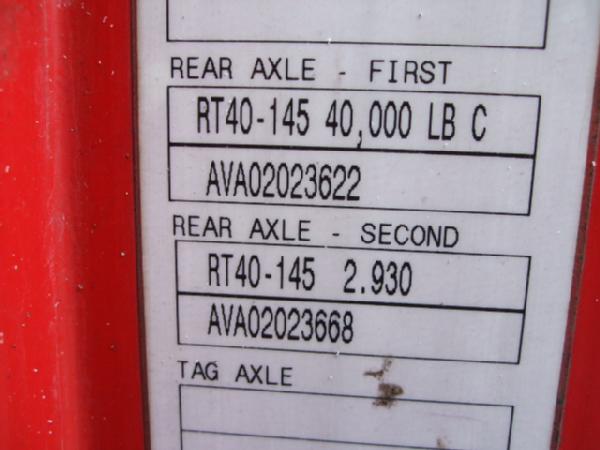 REAR AXLE - FIRST
RT40-145 40,000 LB C
AVA02023622
REAR AXLE - SECOND
RT40-145 2.930
AVA02023668
TAG AXLE